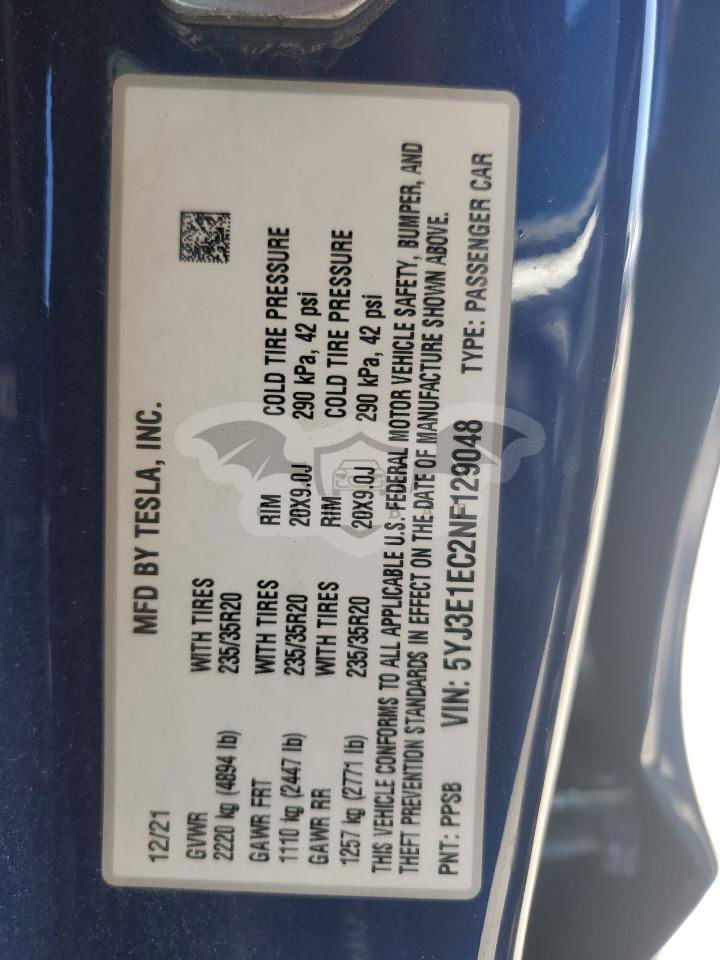 MFD BY TESLA, INC.
12/21
GVWR WITH TIRES
2220 kg (4894 lb) 235/35R20
GAWR FRT WITH TIRES RIM COLD TIRE PRESSURE
1110 kg (2447 lb) 235/35R20 20X9.0J 290 kPa, 42 psi
GAWR RR WITH TIRES RIM COLD TIRE PRESSURE
1257 kg (2771 lb) 235/35R20 20X9.0J 290 kPa, 42 psi
THIS VEHICLE CONFORMS TO ALL APPLICABLE U.S. FEDERAL MOTOR VEHICLE SAFETY, BUMPER, AND
THEFT PREVENTION STANDARDS IN EFFECT ON THE DATE OF MANUFACTURE SHOWN ABOVE.
PNT: PPSB VIN: 5YJ3E1EC2NF129048 TYPE: PASSENGER CAR